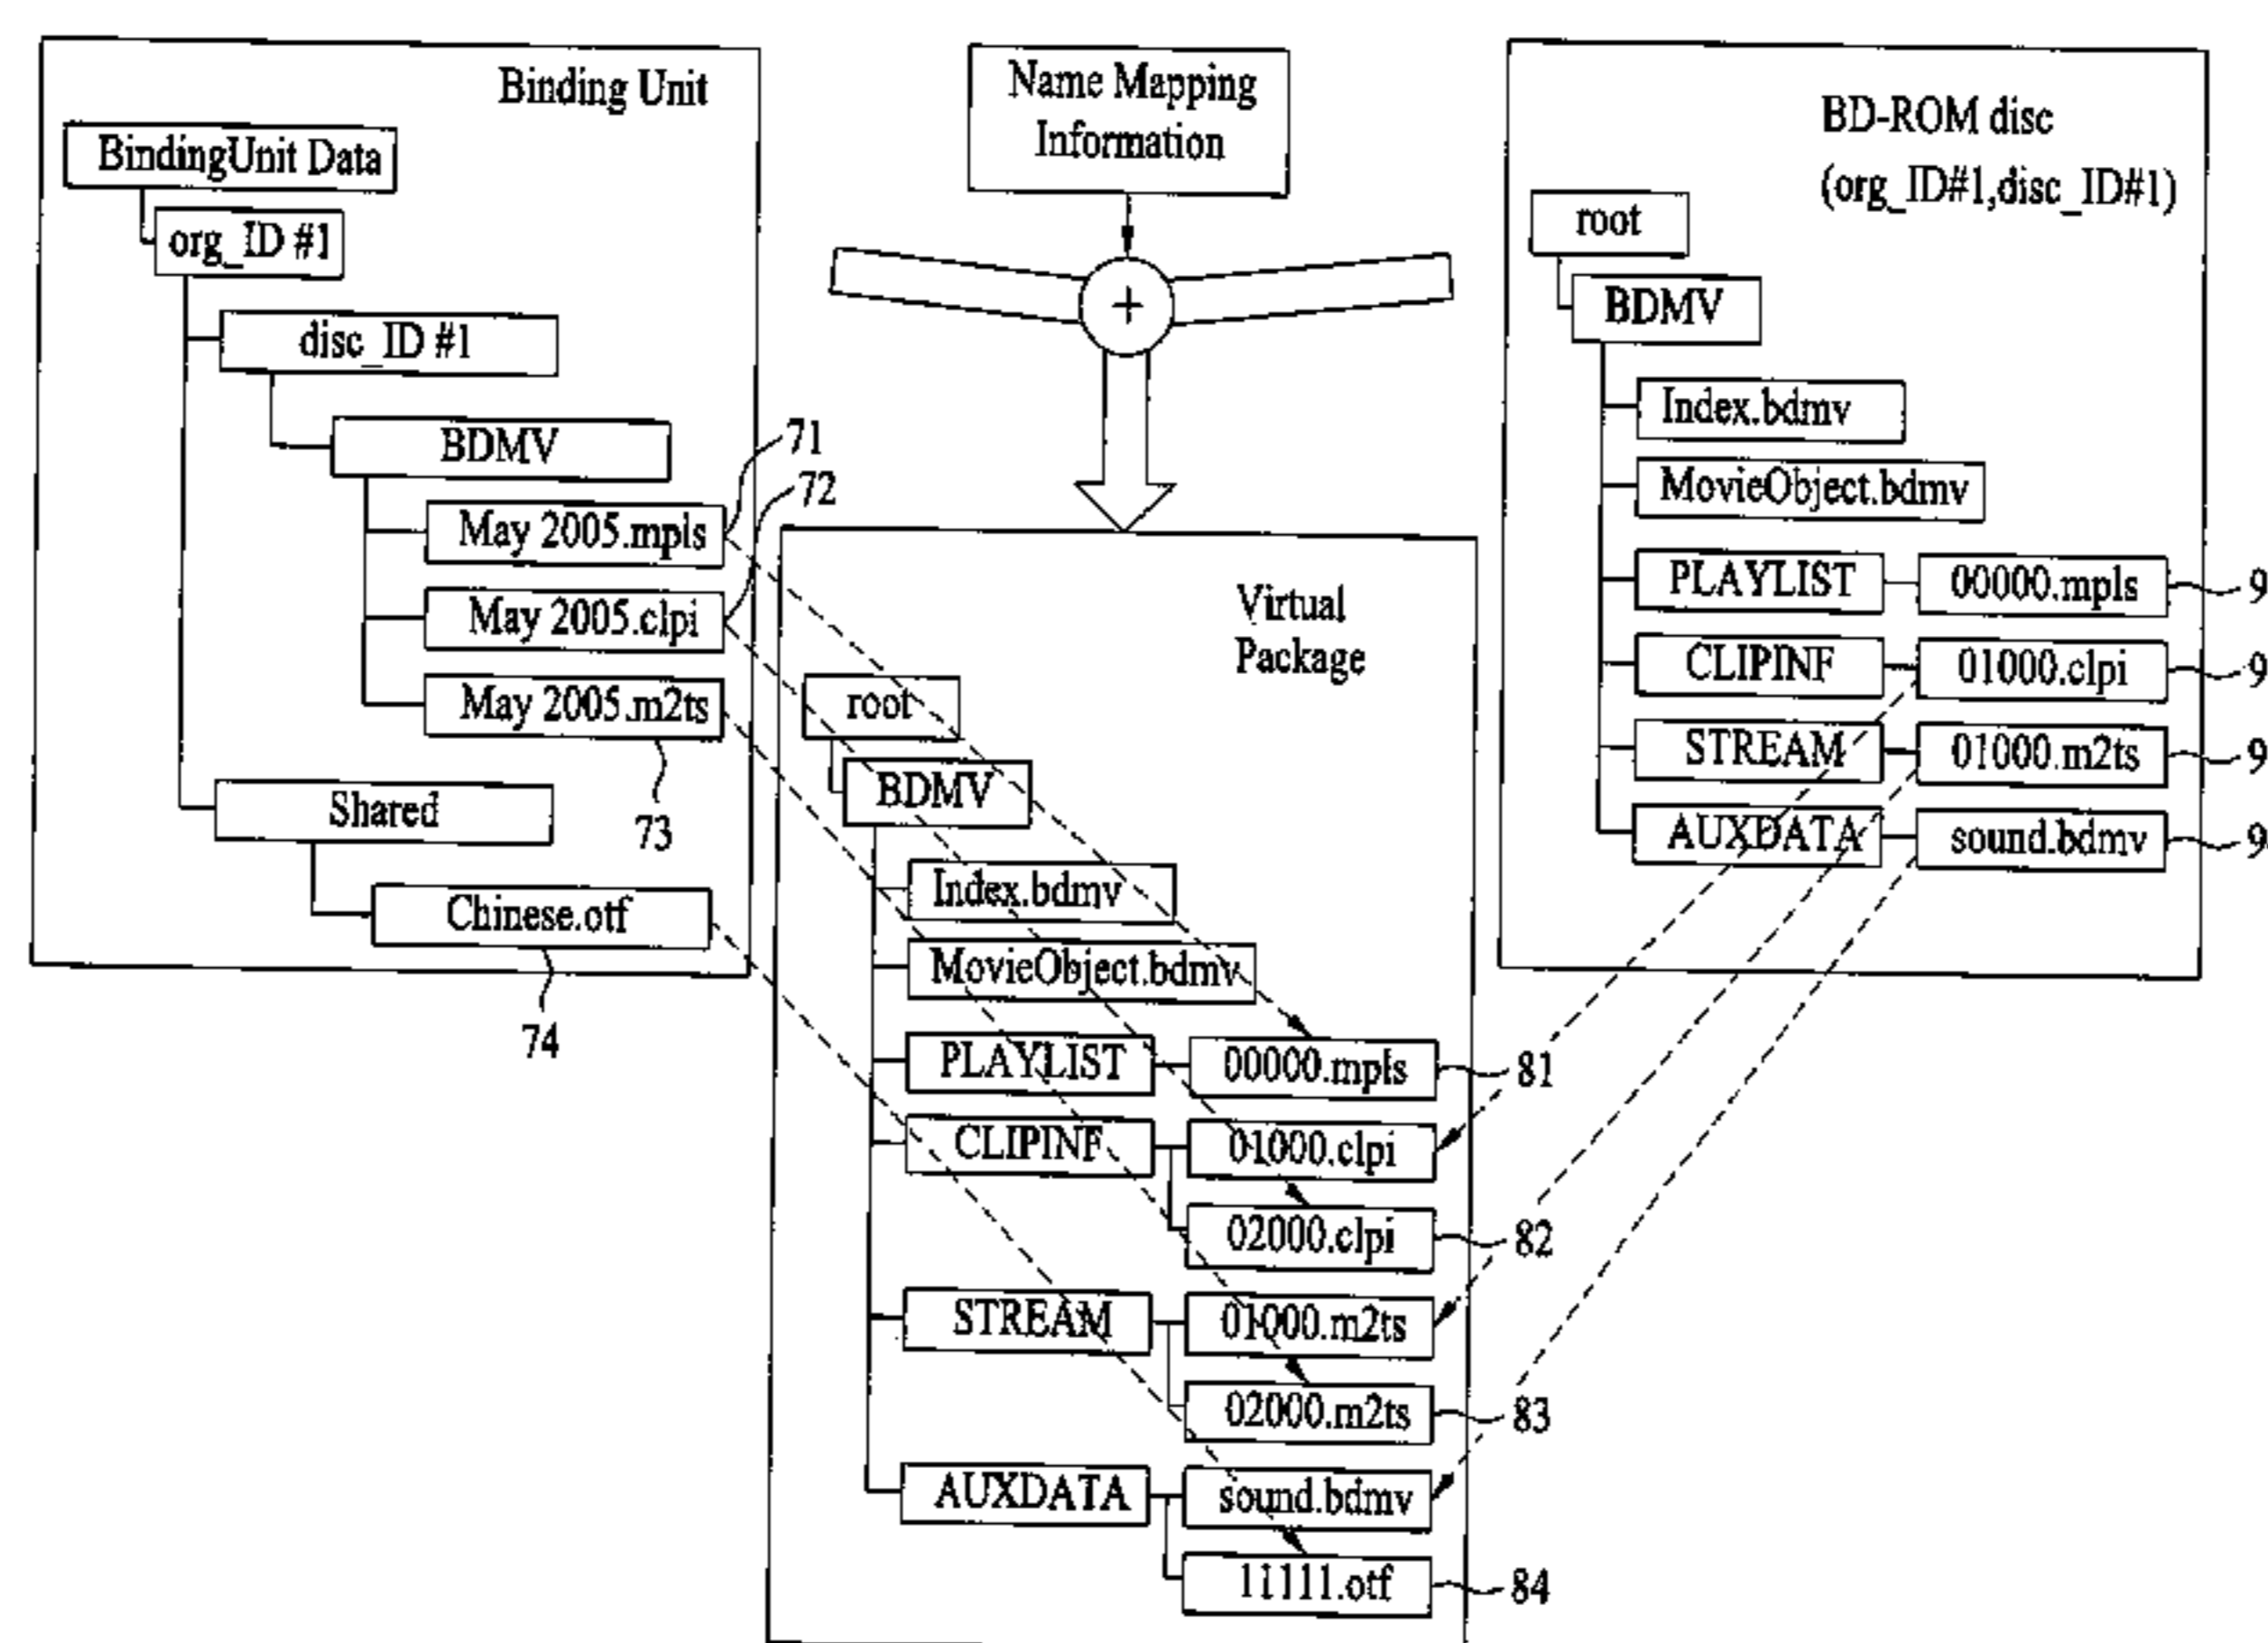 Binding Unit
BindingUnit Data
org_ID #1
disc_ID #1
BDMV
May 2005.mpls
71
May 2005.clpi
72
May 2005.m2ts
73
Shared
Chinese.otf
74
Name Mapping
Information
+
Virtual
Package
root
BDMV
Index.bdmv
MovieObject.bdmv
PLAYLIST
00000.mpls
81
CLIPINF
01000.clpi
02000.clpi
82
STREAM
01000.m2ts
02000.m2ts
83
AUXDATA
sound.bdmv
11111.otf
84
BD-ROM disc
(org_ID#1,disc_ID#1)
root
BDMV
Index.bdmv
MovieObject.bdmv
PLAYLIST
00000.mpls
9
CLIPINF
01000.clpi
9
STREAM
01000.m2ts
9
AUXDATA
sound.bdmv
9